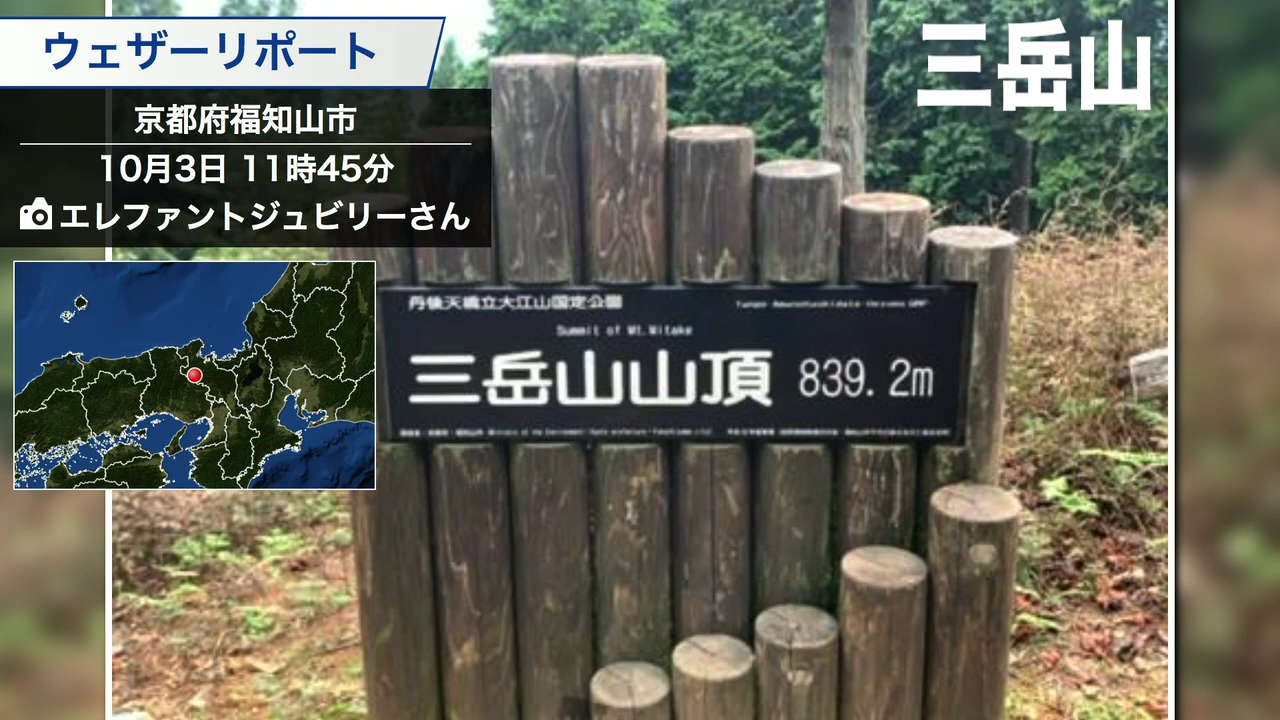 ウェザーリポート
京都府福知山市
10月3日 11時45分
エレファントジュビリーさん
三岳山
丹後天橋立大江山国定公園
Summit of Mt.Mitake
三岳山山頂 839.2m